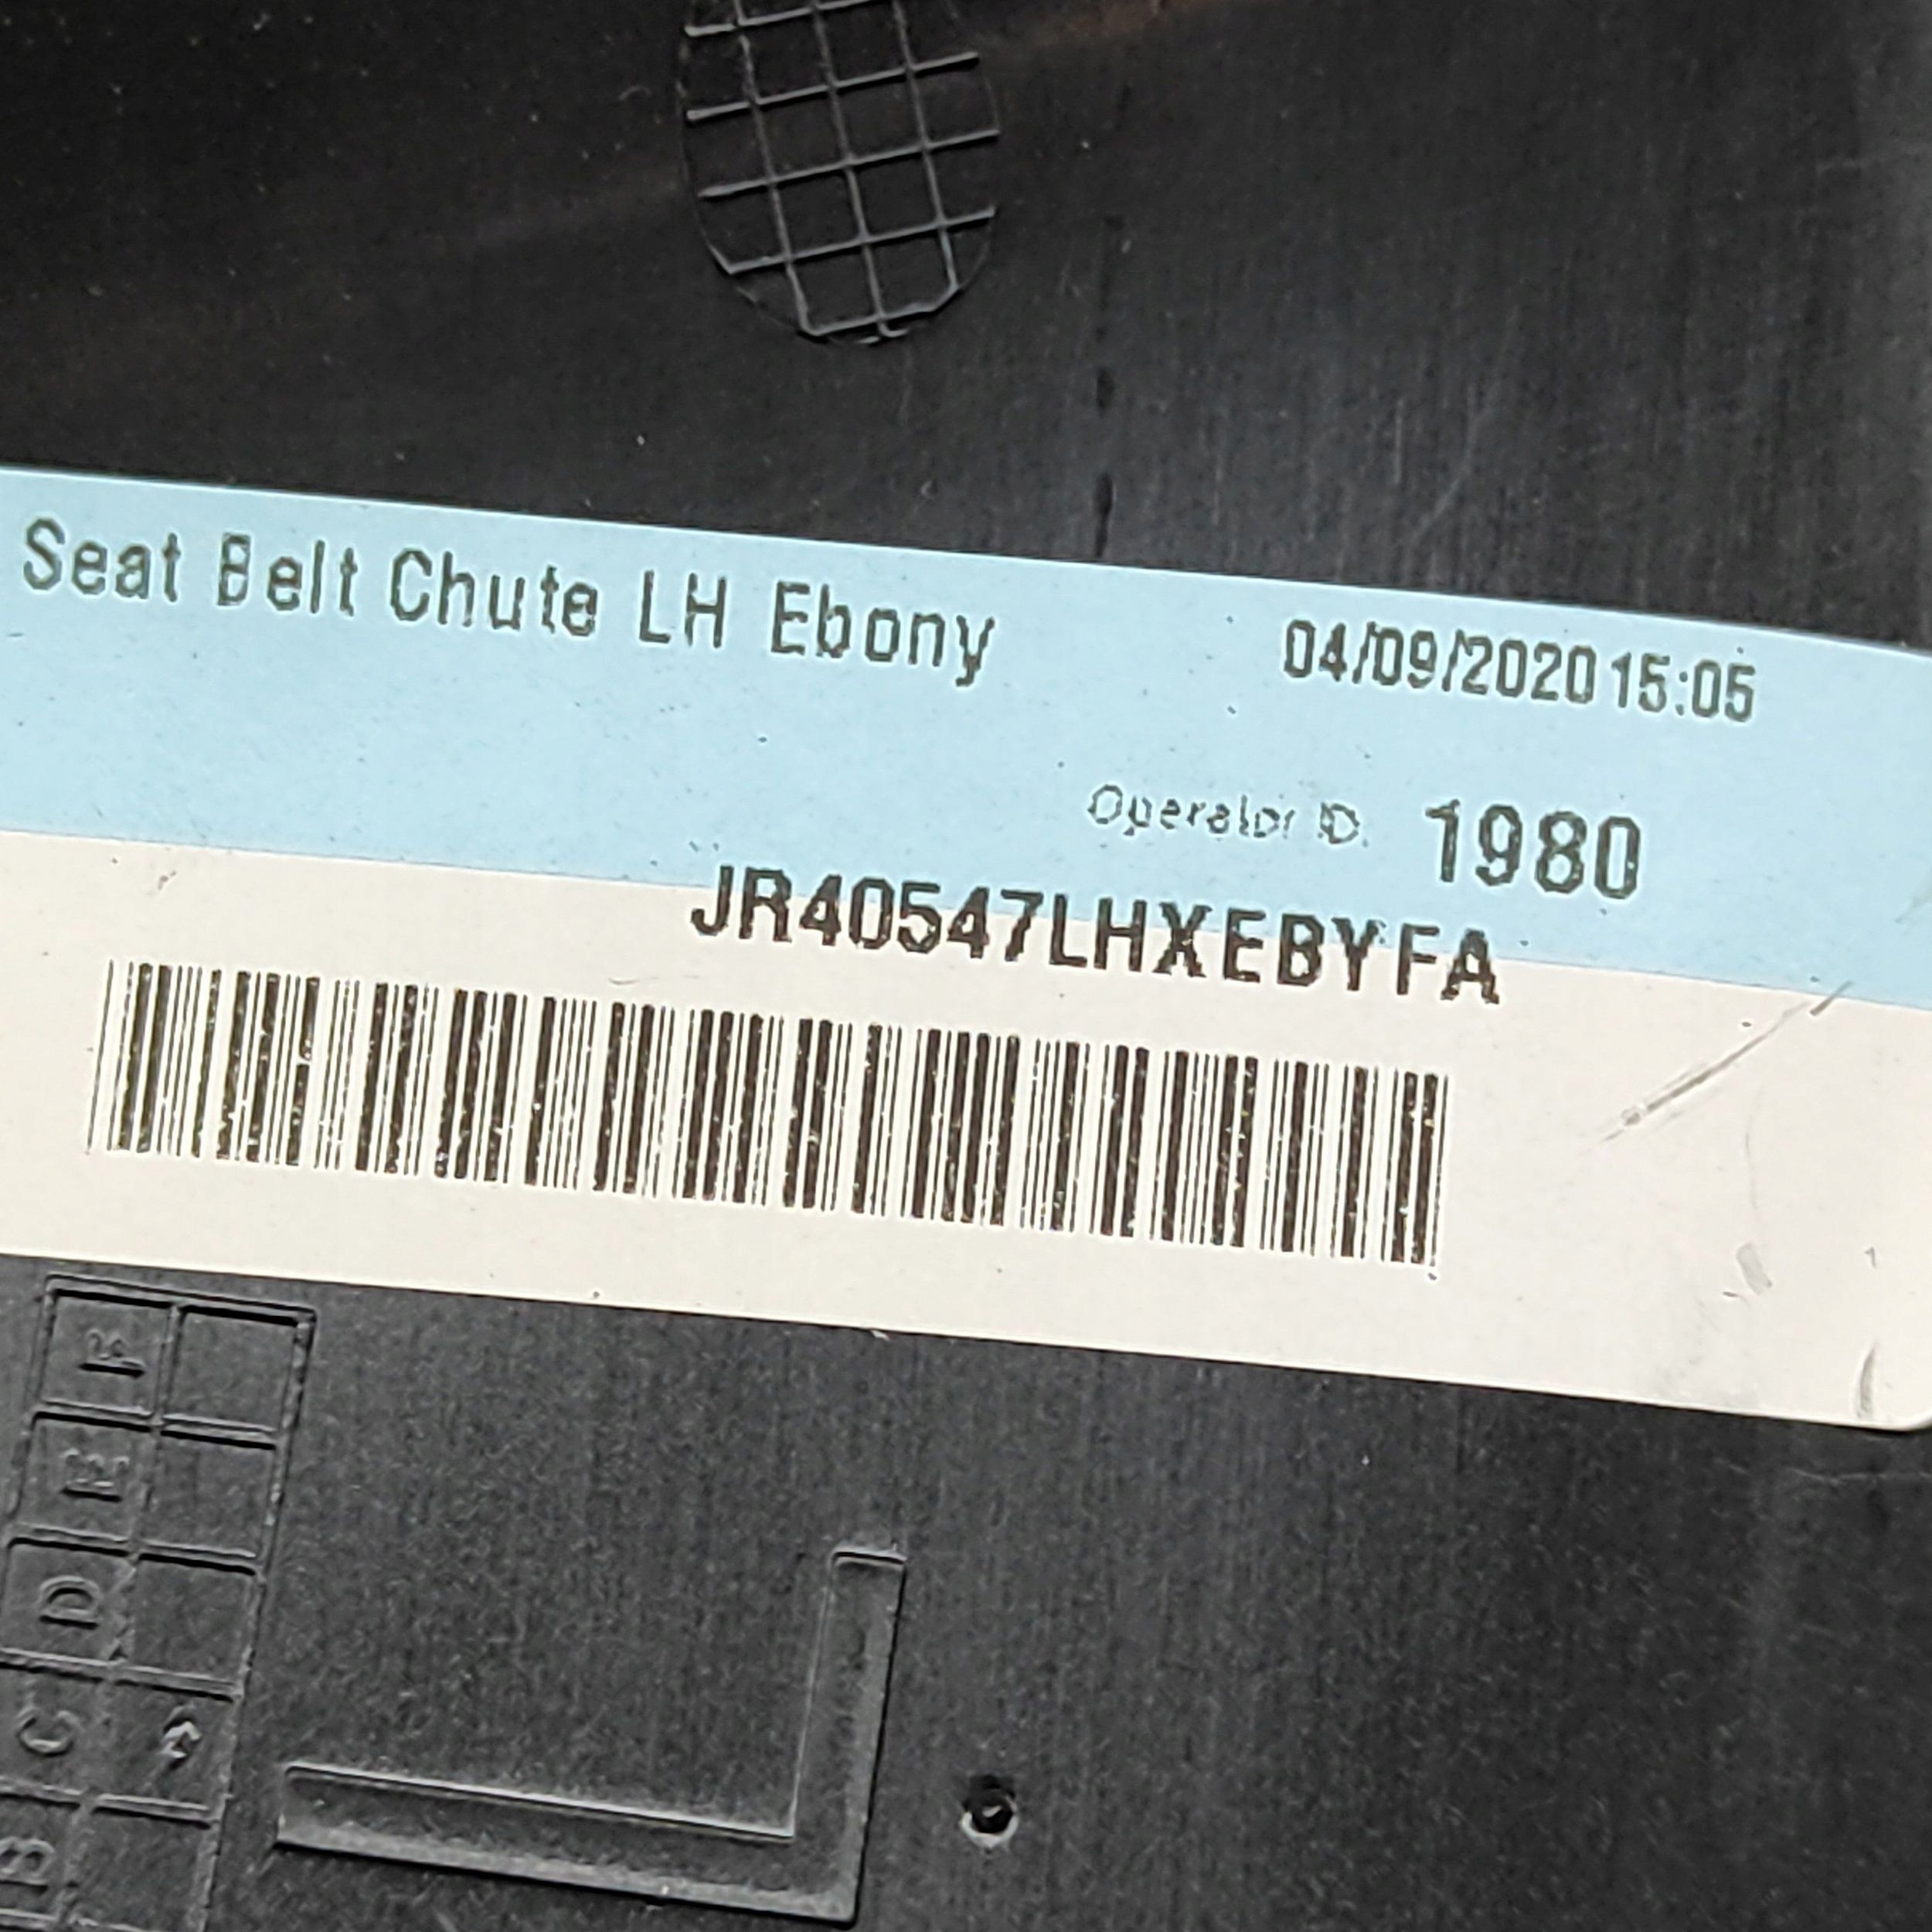 Seat Belt Chute LH Ebony 04/09/2020 15:05
Operator ID. 1980
JR40547LHXEBYFA
F
E
D
C
B